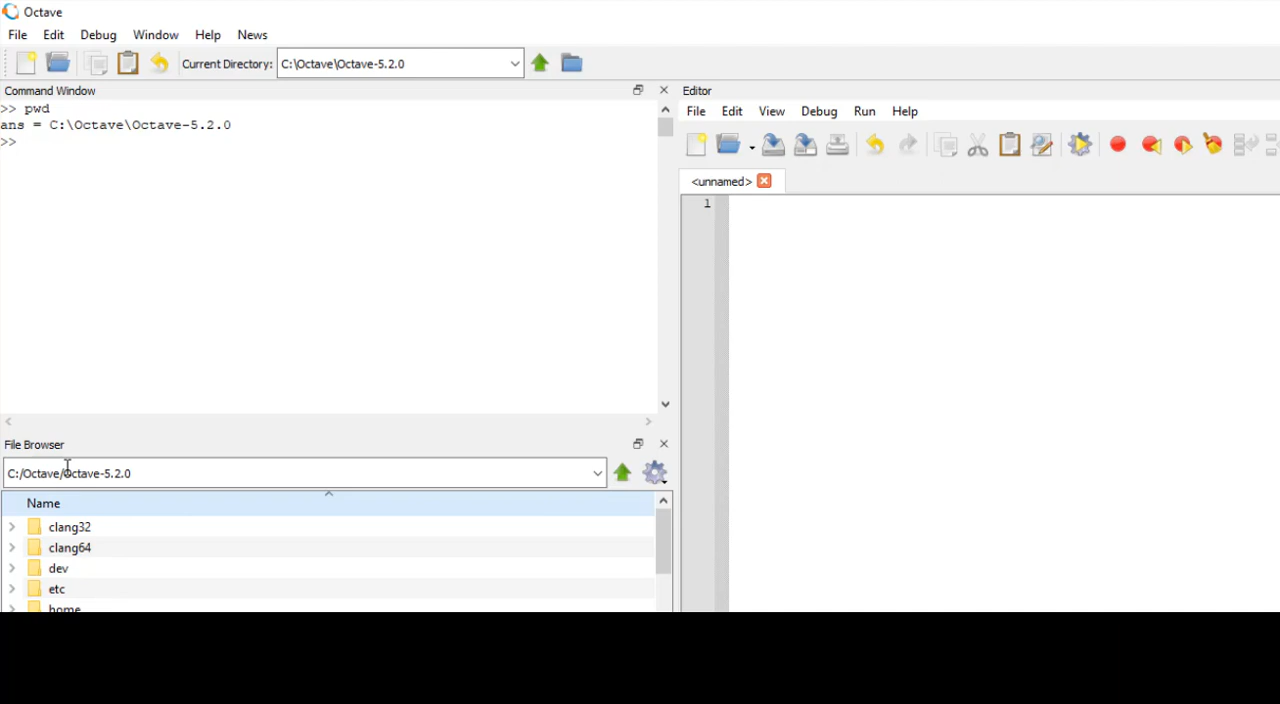 Octave
File Edit Debug Window Help News
Current Directory: C:\Octave\Octave-5.2.0
Command Window
>> pwd
ans = C:\Octave\Octave-5.2.0
>>
Editor
File Edit View Debug Run Help
<unnamed>
1
File Browser
C:/Octave/Octave-5.2.0
Name
clang32
clang64
dev
etc
home